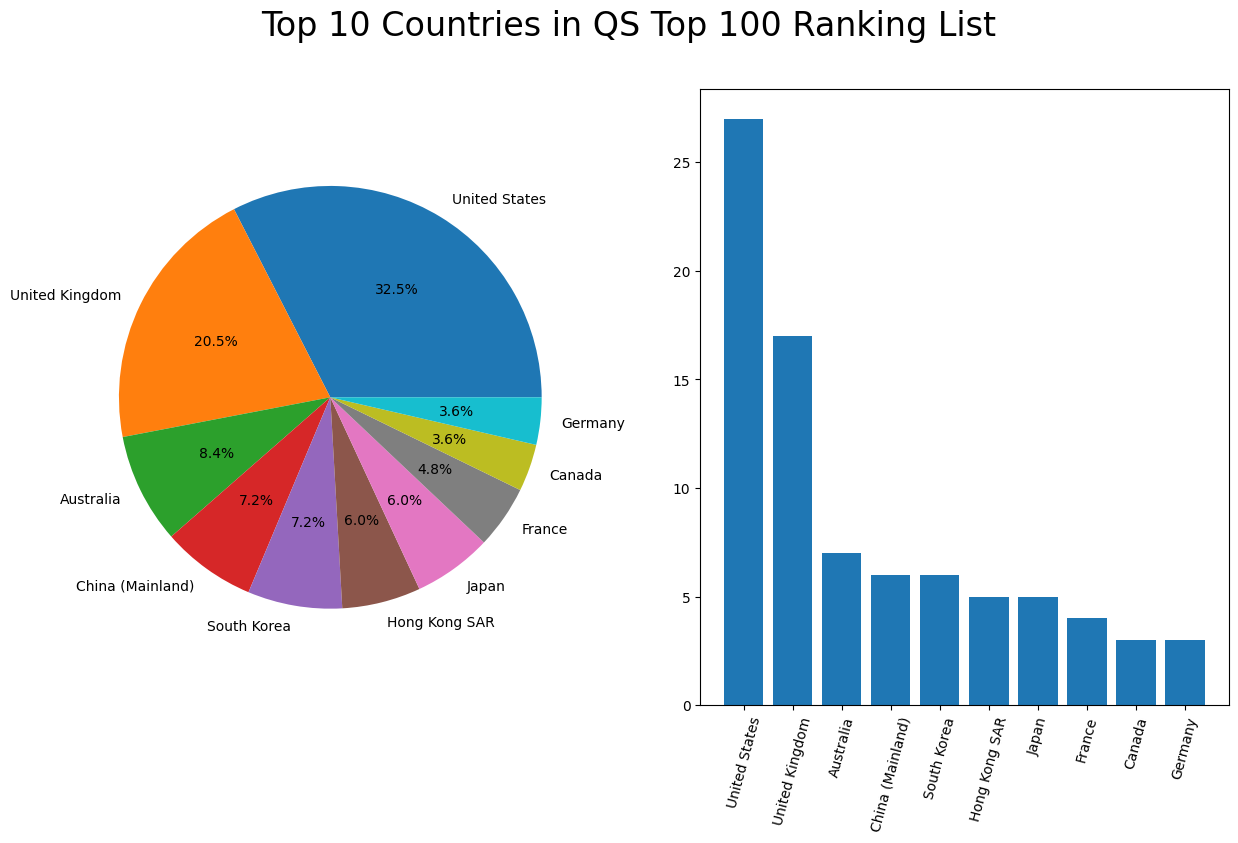 Top 10 Countries in QS Top 100 Ranking List
United States
32.5%
United Kingdom
20.5%
Australia
8.4%
China (Mainland)
7.2%
South Korea
7.2%
Hong Kong SAR
6.0%
Japan
6.0%
France
4.8%
Canada
3.6%
Germany
3.6%
25
20
15
10
5
0
United States
United Kingdom
Australia
China (Mainland)
South Korea
Hong Kong SAR
Japan
France
Canada
Germany